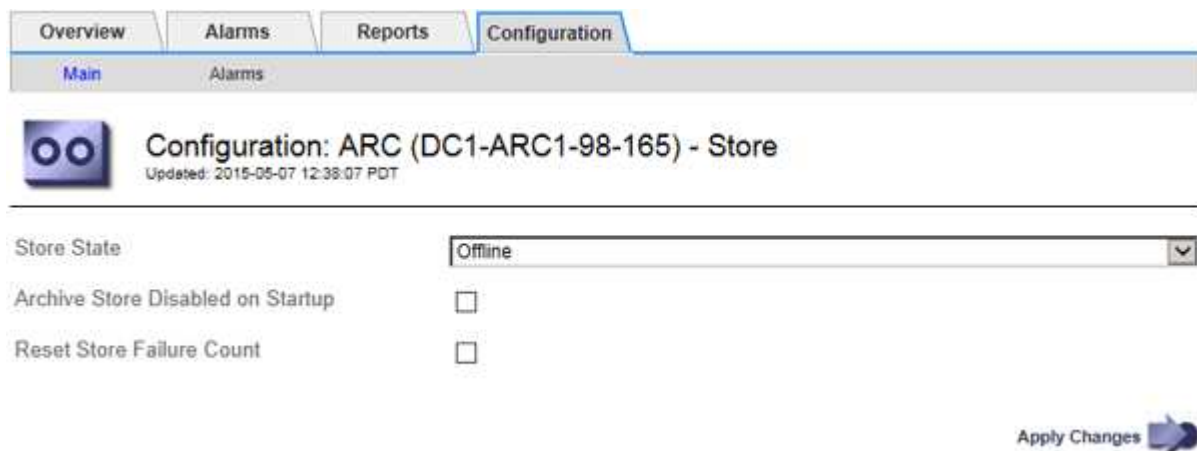 Overview Alarms Reports Configuration
Main Alarms
Configuration: ARC (DC1-ARC1-98-165) - Store
Updated: 2015-05-07 12:38:07 PDT
Store State Offline
Archive Store Disabled on Startup
Reset Store Failure Count
Apply Changes